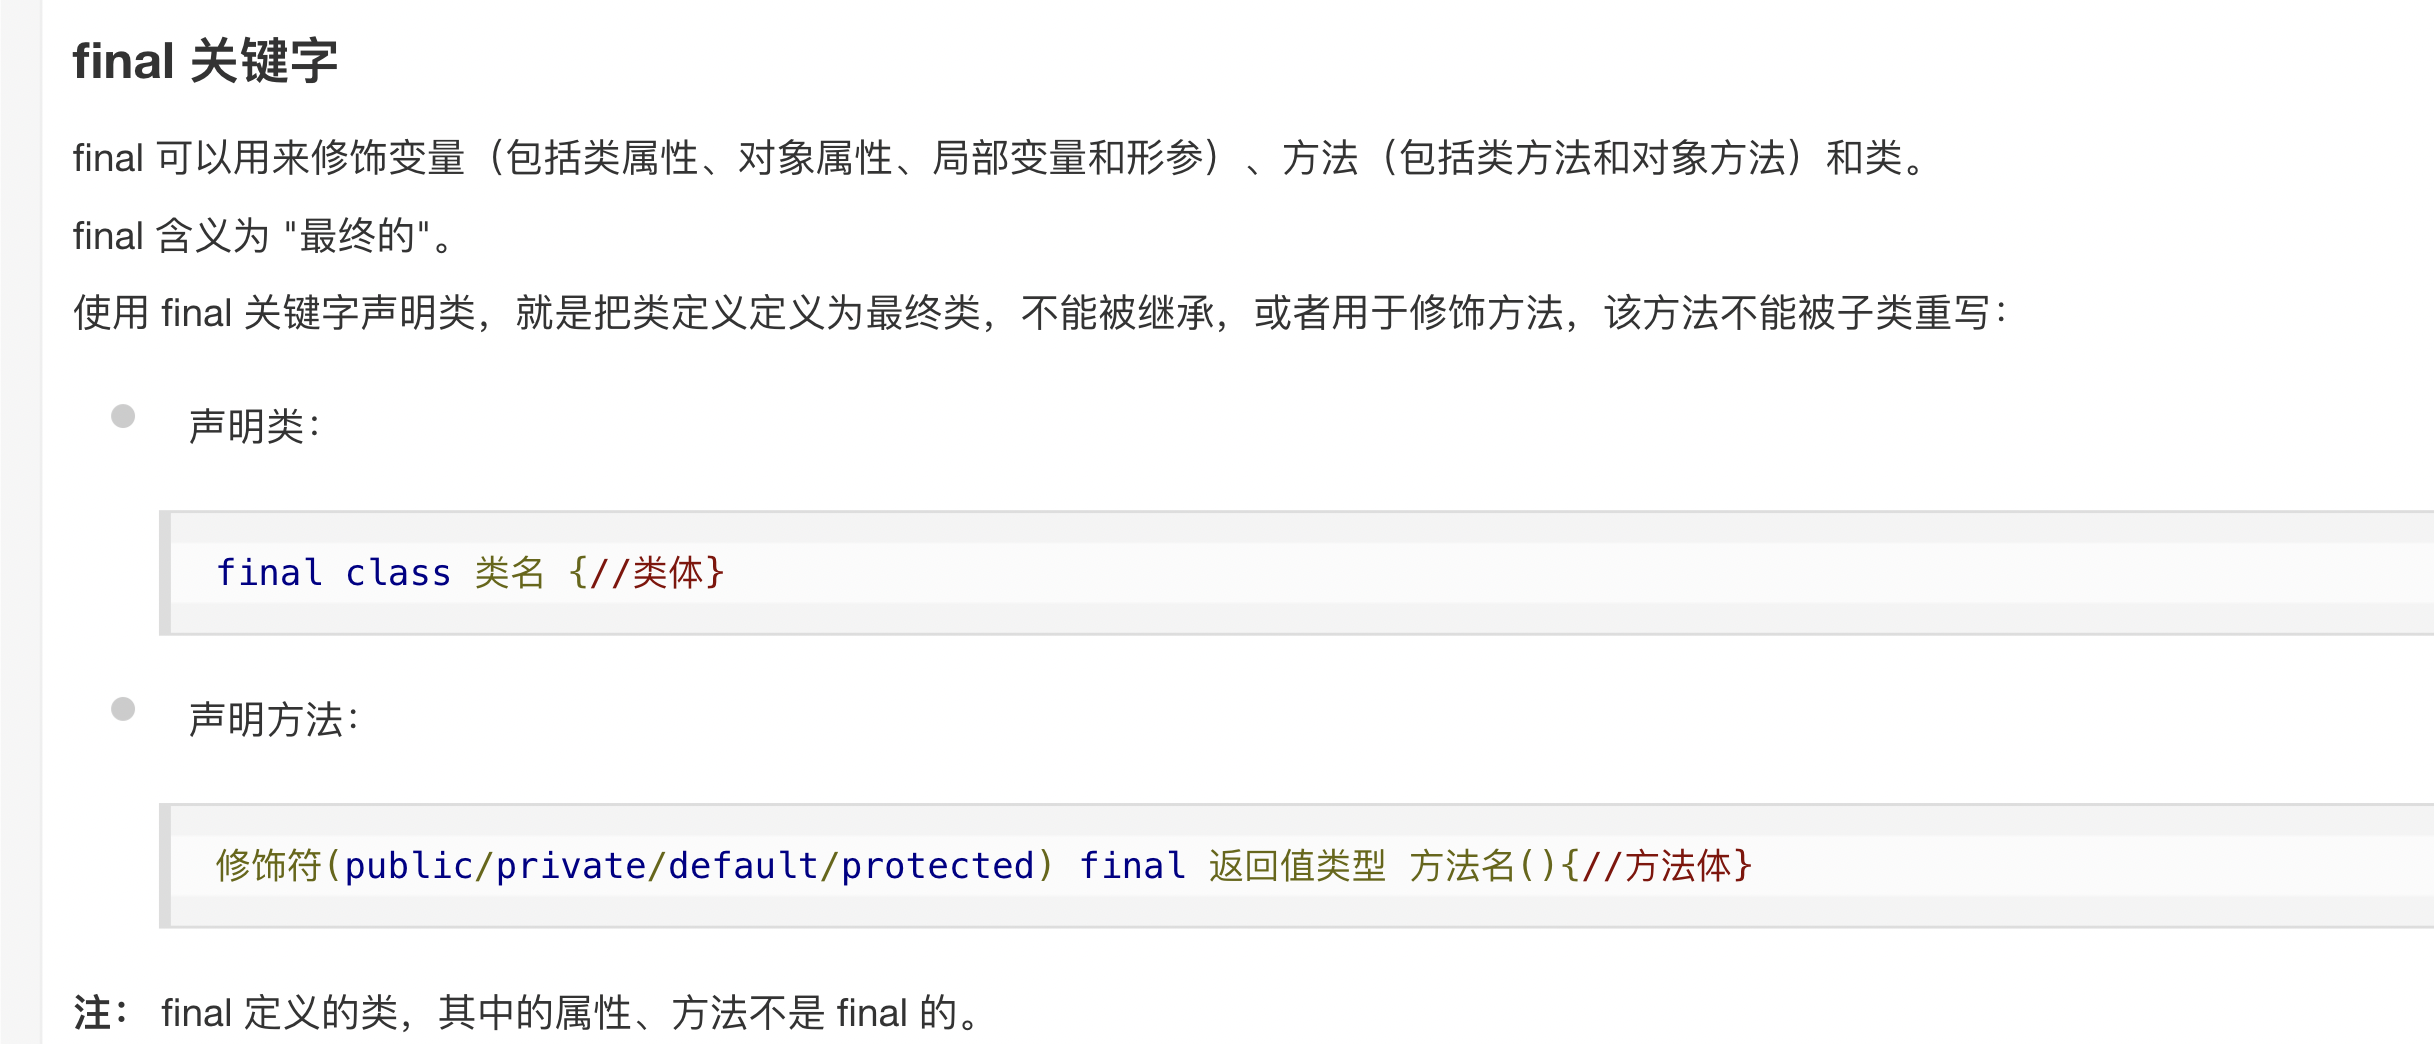 final 关键字
final 可以用来修饰变量（包括类属性、对象属性、局部变量和形参）、方法（包括类方法和对象方法）和类。
final 含义为 "最终的"。
使用 final 关键字声明类，就是把类定义定义为最终类，不能被继承，或者用于修饰方法，该方法不能被子类重写：
声明类：
final class 类名 {//类体}
声明方法：
修饰符(public/private/default/protected) final 返回值类型 方法名(){//方法体}
注： final 定义的类，其中的属性、方法不是 final 的。